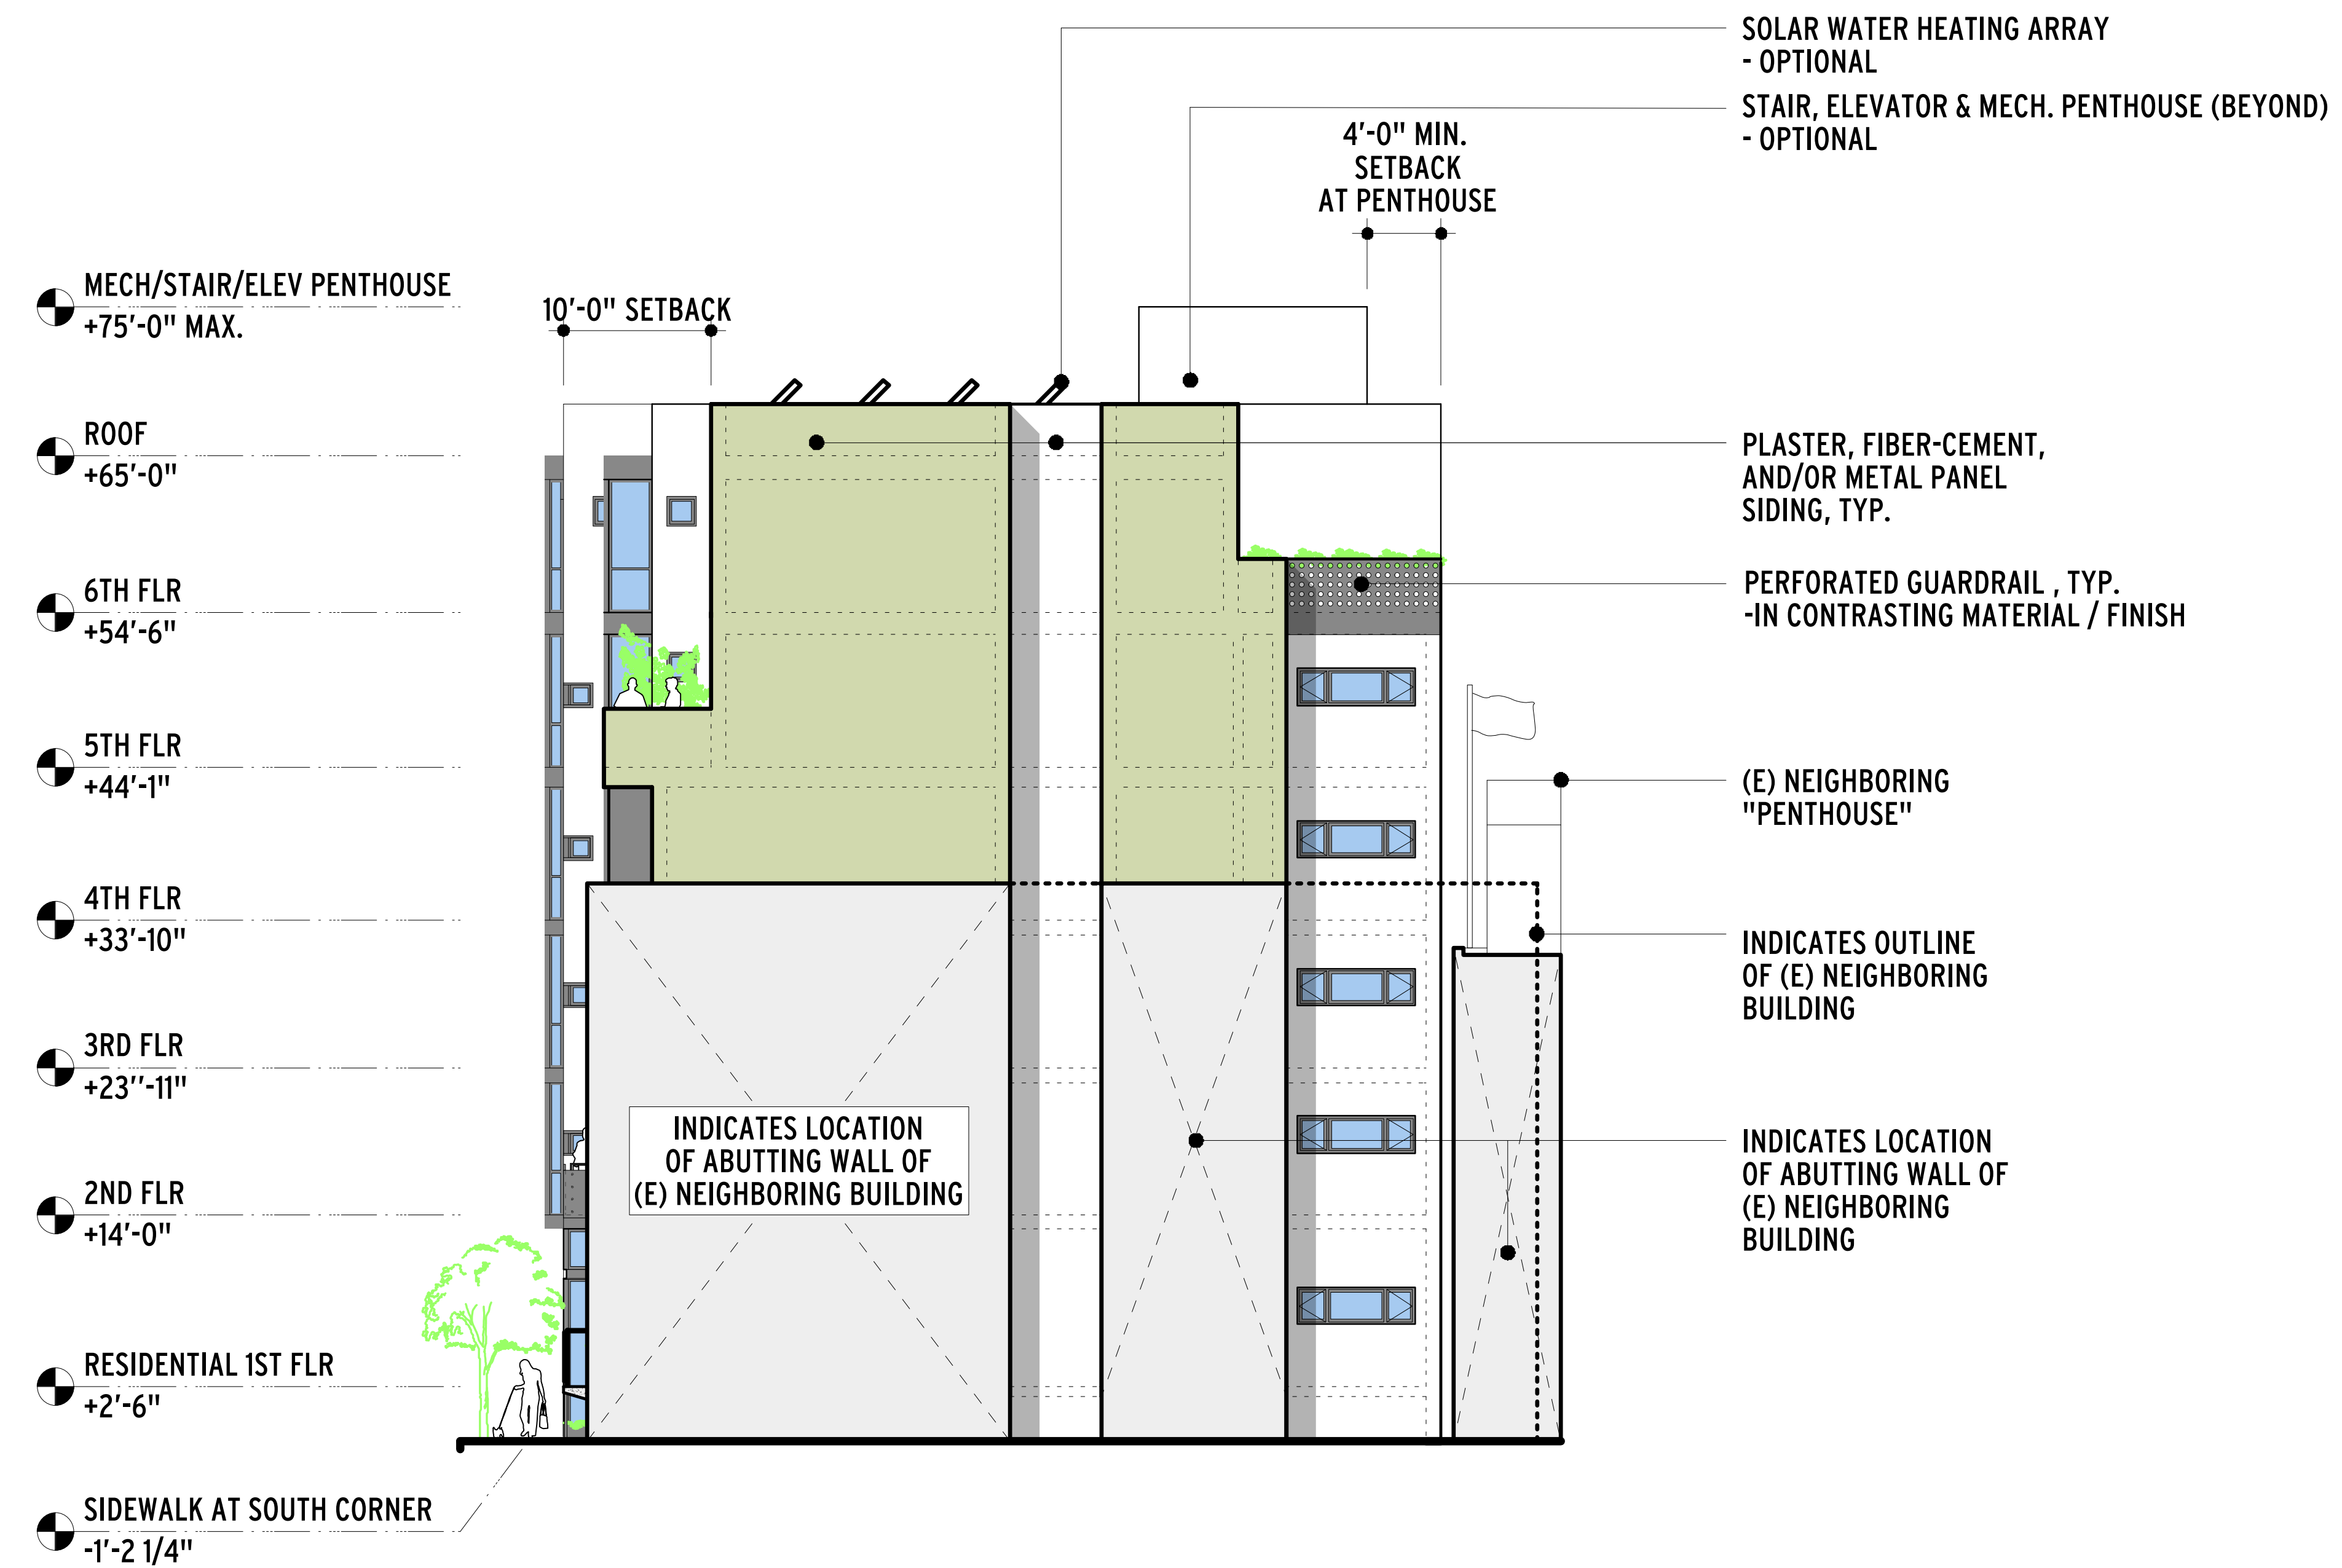 SOLAR WATER HEATING ARRAY
- OPTIONAL
STAIR, ELEVATOR & MECH. PENTHOUSE (BEYOND)
- OPTIONAL
4'-0" MIN.
SETBACK
AT PENTHOUSE
MECH/STAIR/ELEV PENTHOUSE
+75'-0" MAX.
10'-0" SETBACK
ROOF
+65'-0"
PLASTER, FIBER-CEMENT,
AND/OR METAL PANEL
SIDING, TYP.
6TH FLR
+54'-6"
PERFORATED GUARDRAIL , TYP.
-IN CONTRASTING MATERIAL / FINISH
5TH FLR
+44'-1"
(E) NEIGHBORING
"PENTHOUSE"
4TH FLR
+33'-10"
INDICATES OUTLINE
OF (E) NEIGHBORING
BUILDING
3RD FLR
+23''-11"
INDICATES LOCATION
OF ABUTTING WALL OF
(E) NEIGHBORING BUILDING
INDICATES LOCATION
OF ABUTTING WALL OF
(E) NEIGHBORING
BUILDING
2ND FLR
+14'-0"
RESIDENTIAL 1ST FLR
+2'-6"
SIDEWALK AT SOUTH CORNER
-1'-2 1/4"